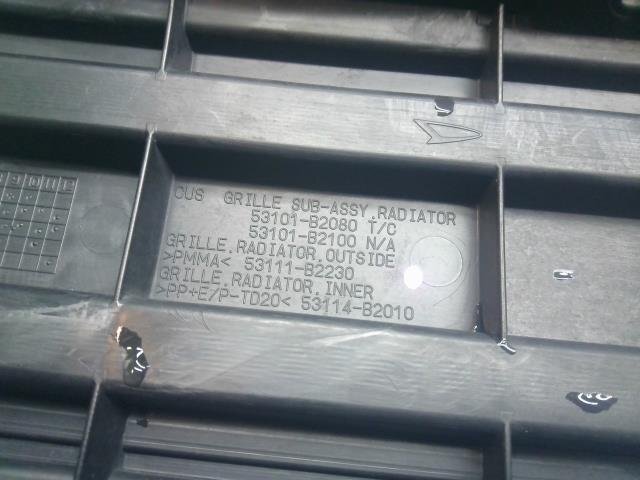 CUS GRILLE SUB-ASSY.RADIATOR
53101-B2080 T/C
53101-B2100 N/A
GRILLE.RADIATOR.OUTSIDE
>PMMA< 53111-B2230
GRILLE.RADIATOR.INNER
>PP+E/P-TD20< 53114-B2010